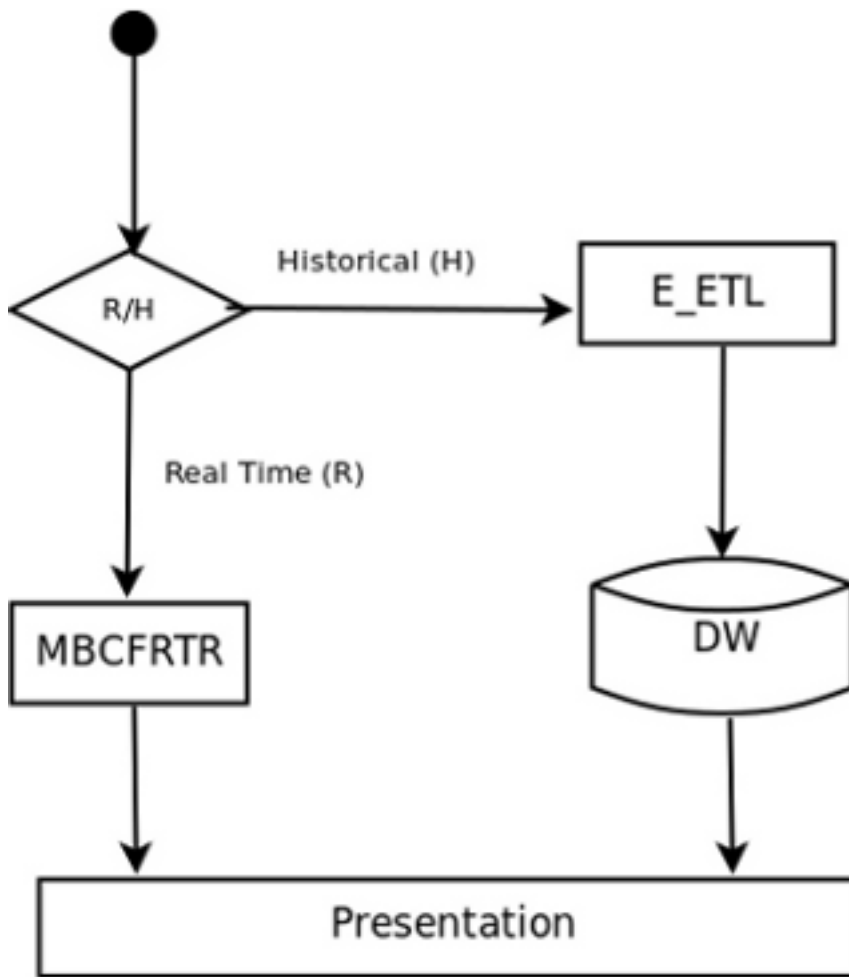 Historical (H)
E_ETL
R/H
Real Time (R)
MBCFRTR
DW
Presentation